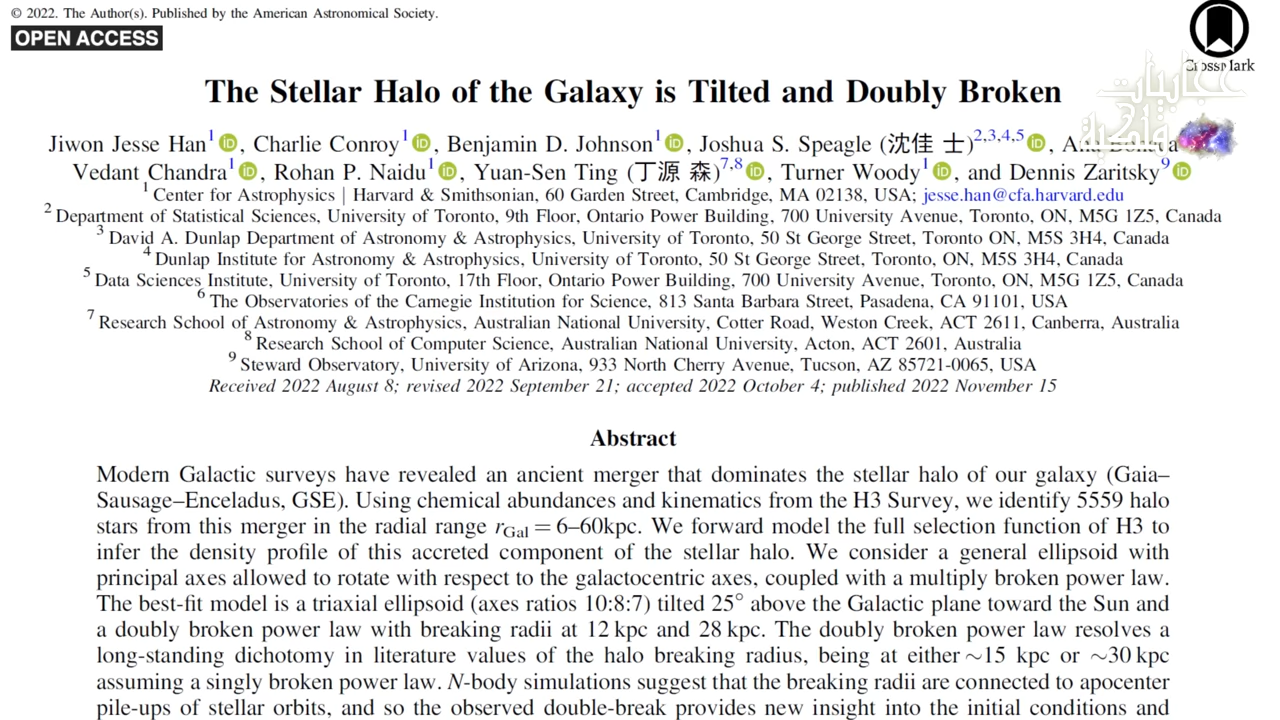 © 2022. The Author(s). Published by the American Astronomical Society.
OPEN ACCESS
CrossMark
عجائبيات
فلكية
The Stellar Halo of the Galaxy is Tilted and Doubly Broken
Jiwon Jesse Han1, Charlie Conroy1, Benjamin D. Johnson1, Joshua S. Speagle (沈佳士)2,3,4,5,
Vedant Chandra1, Rohan P. Naidu1, Yuan-Sen Ting (丁源森)7,8, Turner Woody1, and Dennis Zaritsky9
1 Center for Astrophysics | Harvard & Smithsonian, 60 Garden Street, Cambridge, MA 02138, USA; jesse.han@cfa.harvard.edu
2 Department of Statistical Sciences, University of Toronto, 9th Floor, Ontario Power Building, 700 University Avenue, Toronto, ON, M5G 1Z5, Canada
3 David A. Dunlap Department of Astronomy & Astrophysics, University of Toronto, 50 St George Street, Toronto ON, M5S 3H4, Canada
4 Dunlap Institute for Astronomy & Astrophysics, University of Toronto, 50 St George Street, Toronto, ON, M5S 3H4, Canada
5 Data Sciences Institute, University of Toronto, 17th Floor, Ontario Power Building, 700 University Avenue, Toronto, ON, M5G 1Z5, Canada
6 The Observatories of the Carnegie Institution for Science, 813 Santa Barbara Street, Pasadena, CA 91101, USA
7 Research School of Astronomy & Astrophysics, Australian National University, Cotter Road, Weston Creek, ACT 2611, Canberra, Australia
8 Research School of Computer Science, Australian National University, Acton, ACT 2601, Australia
9 Steward Observatory, University of Arizona, 933 North Cherry Avenue, Tucson, AZ 85721-0065, USA
Received 2022 August 8; revised 2022 September 21; accepted 2022 October 4; published 2022 November 15
Abstract
Modern Galactic surveys have revealed an ancient merger that dominates the stellar halo of our galaxy (Gaia–
Sausage–Enceladus, GSE). Using chemical abundances and kinematics from the H3 Survey, we identify 5559 halo
stars from this merger in the radial range rGal = 6–60kpc. We forward model the full selection function of H3 to
infer the density profile of this accreted component of the stellar halo. We consider a general ellipsoid with
principal axes allowed to rotate with respect to the galactocentric axes, coupled with a multiply broken power law.
The best-fit model is a triaxial ellipsoid (axes ratios 10:8:7) tilted 25° above the Galactic plane toward the Sun and
a doubly broken power law with breaking radii at 12 kpc and 28 kpc. The doubly broken power law resolves a
long-standing dichotomy in literature values of the halo breaking radius, being at either ~15 kpc or ~30 kpc
assuming a singly broken power law. N-body simulations suggest that the breaking radii are connected to apocenter
pile-ups of stellar orbits, and so the observed double-break provides new insight into the initial conditions and